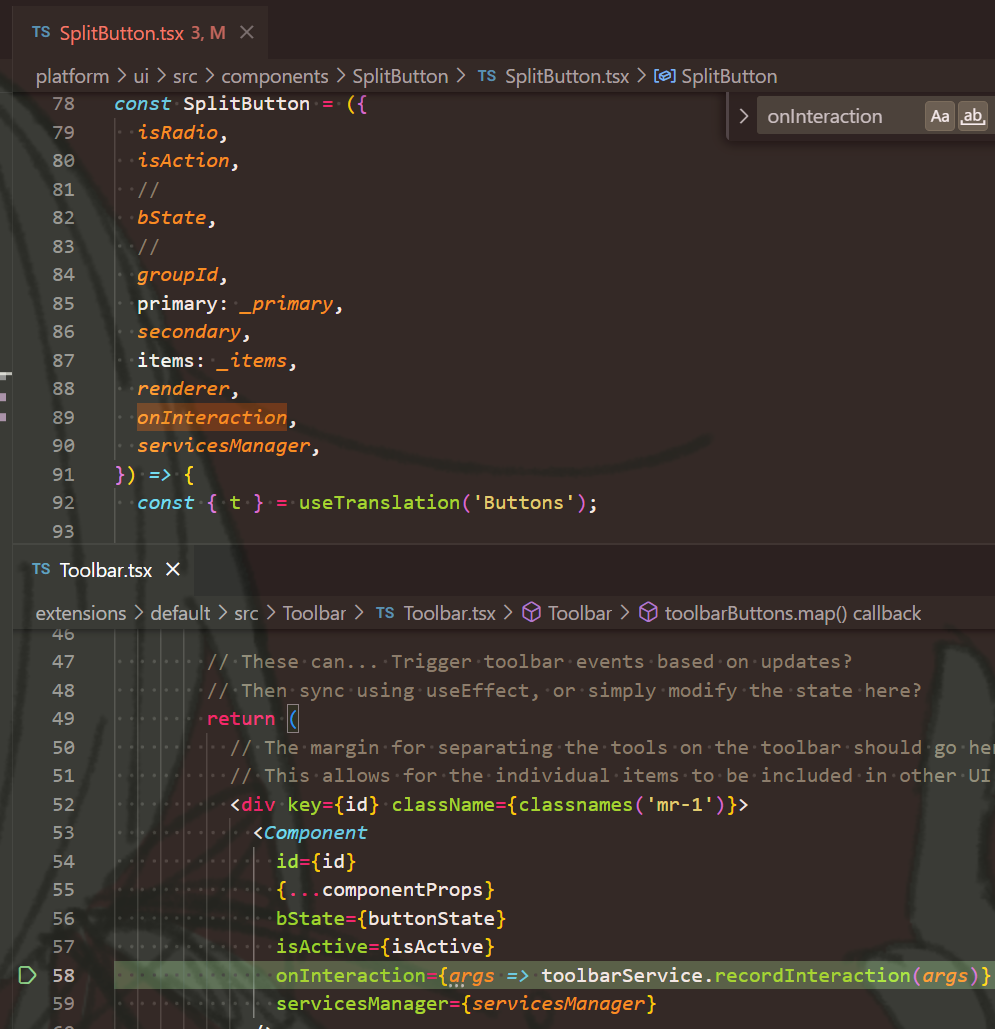 TS SplitButton.tsx 3, M ×
platform > ui > src > components > SplitButton > TS SplitButton.tsx > SplitButton
onInteraction Aa ab
78 const SplitButton = ({
79 isRadio,
80 isAction,
81 //
82 bState,
83 //
84 groupId,
85 primary: _primary,
86 secondary,
87 items: _items,
88 renderer,
89 onInteraction,
90 servicesManager,
91 }) => {
92 const { t } = useTranslation('Buttons');
93
TS Toolbar.tsx ×
extensions > default > src > Toolbar > TS Toolbar.tsx > Toolbar > toolbarButtons.map() callback
46
47 // These can... Trigger toolbar events based on updates?
48 // Then sync using useEffect, or simply modify the state here?
49 return (
50 // The margin for separating the tools on the toolbar should go he
51 // This allows for the individual items to be included in other UI
52 <div key={id} className={classnames('mr-1')}>
53 <Component
54 id={id}
55 {...componentProps}
56 bState={buttonState}
57 isActive={isActive}
58 onInteraction={args => toolbarService.recordInteraction(args)}
59 servicesManager={servicesManager}